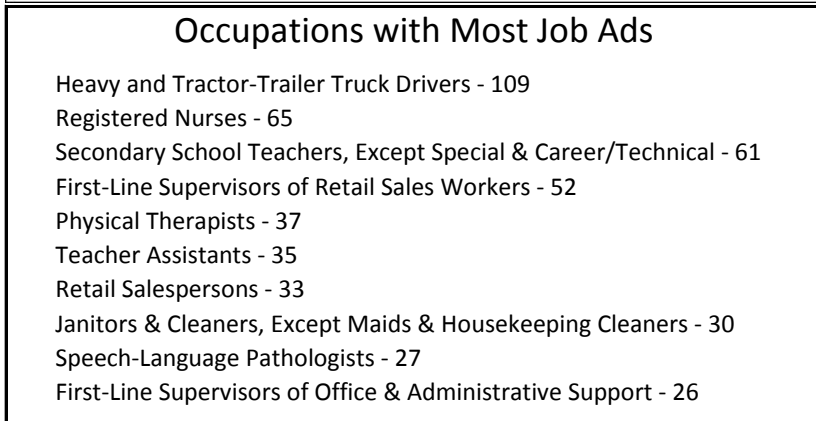 Occupations with Most Job Ads
Heavy and Tractor-Trailer Truck Drivers - 109
Registered Nurses - 65
Secondary School Teachers, Except Special & Career/Technical - 61
First-Line Supervisors of Retail Sales Workers - 52
Physical Therapists - 37
Teacher Assistants - 35
Retail Salespersons - 33
Janitors & Cleaners, Except Maids & Housekeeping Cleaners - 30
Speech-Language Pathologists - 27
First-Line Supervisors of Office & Administrative Support - 26